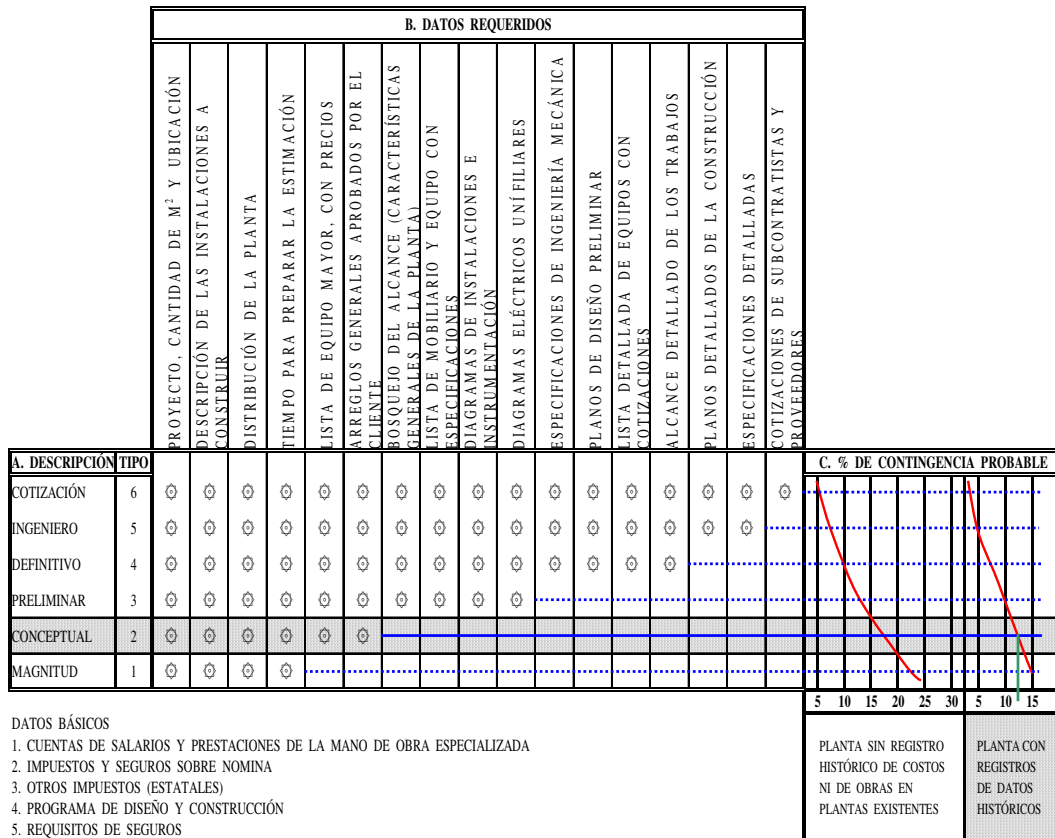 B. DATOS REQUERIDOS
PROYECTO, CANTIDAD DE M² Y UBICACIÓN
DESCRIPCIÓN DE LAS INSTALACIONES A
CONSTRUIR
DISTRIBUCIÓN DE LA PLANTA
TIEMPO PARA PREPARAR LA ESTIMACIÓN
LISTA DE EQUIPO MAYOR, CON PRECIOS
ARREGLOS GENERALES APROBADOS POR EL
CLIENTE
BOSQUEJO DEL ALCANCE (CARACTERÍSTICAS
GENERALES DE LA PLANTA)
LISTA DE MOBILIARIO Y EQUIPO CON
ESPECIFICACIONES
DIAGRAMAS DE INSTALACIONES E
INSTRUMENTACIÓN
DIAGRAMAS ELÉCTRICOS UNÍFILIARES
ESPECIFICACIONES DE INGENIERÍA MECÁNICA
PLANOS DE DISEÑO PRELIMINAR
LISTA DETALLADA DE EQUIPOS CON
COTIZACIONES
ALCANCE DETALLADO DE LOS TRABAJOS
PLANOS DETALLADOS DE LA CONSTRUCCIÓN
ESPECIFICACIONES DETALLADAS
COTIZACIONES DE SUBCONTRATISTAS Y
PROVEEDORES
A. DESCRIPCIÓN TIPO C. % DE CONTINGENCIA PROBABLE
COTIZACIÓN 6
INGENIERO 5
DEFINITIVO 4
PRELIMINAR 3
CONCEPTUAL 2
MAGNITUD 1
5 10 15 20 25 30 5 10 15
DATOS BÁSICOS
1. CUENTAS DE SALARIOS Y PRESTACIONES DE LA MANO DE OBRA ESPECIALIZADA
2. IMPUESTOS Y SEGUROS SOBRE NOMINA
3. OTROS IMPUESTOS (ESTATALES)
4. PROGRAMA DE DISEÑO Y CONSTRUCCIÓN
5. REQUISITOS DE SEGUROS
PLANTA SIN REGISTRO
HISTÓRICO DE COSTOS
NI DE OBRAS EN
PLANTAS EXISTENTES
PLANTA CON
REGISTROS
DE DATOS
HISTÓRICOS